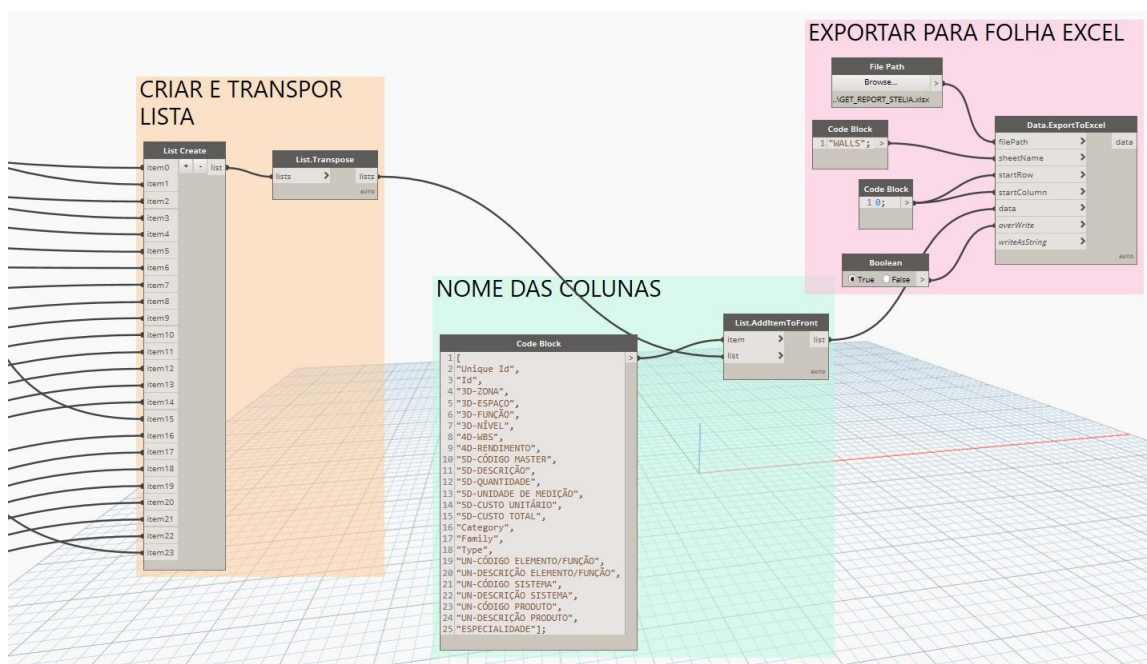 EXPORTAR PARA FOLHA EXCEL
File Path
Browse...
>
..\GET_REPORT_STELIA.xlsx
Code Block
1 "WALLS"; >
Code Block
1 0; >
Boolean
True False >
Data.ExportToExcel
filePath > data
sheetName >
startRow >
startColumn >
data >
overWrite >
writeAsString >
AUTO
CRIAR E TRANSPOR
LISTA
List Create
item0 + - list
item1
item2
item3
item4
item5
item6
item7
item8
item9
item10
item11
item12
item13
item14
item15
item16
item17
item18
item19
item20
item21
item22
item23
List.Transpose
lists > lists
AUTO
NOME DAS COLUNAS
Code Block
1 [ >
2 "Unique Id",
3 "Id",
4 "3D-ZONA",
5 "3D-ESPAÇO",
6 "3D-FUNÇÃO",
7 "3D-NÍVEL",
8 "4D-WBS",
9 "4D-RENDIMENTO",
10 "5D-CÓDIGO MASTER",
11 "5D-DESCRIÇÃO",
12 "5D-QUANTIDADE",
13 "5D-UNIDADE DE MEDIÇÃO",
14 "5D-CUSTO UNITÁRIO",
15 "5D-CUSTO TOTAL",
16 "Category",
17 "Family",
18 "Type",
19 "UN-CÓDIGO ELEMENTO/FUNÇÃO",
20 "UN-DESCRIÇÃO ELEMENTO/FUNÇÃO",
21 "UN-CÓDIGO SISTEMA",
22 "UN-DESCRIÇÃO SISTEMA",
23 "UN-CÓDIGO PRODUTO",
24 "UN-DESCRIÇÃO PRODUTO",
25 "ESPECIALIDADE"];
List.AddItemToFront
item > list
list >
AUTO